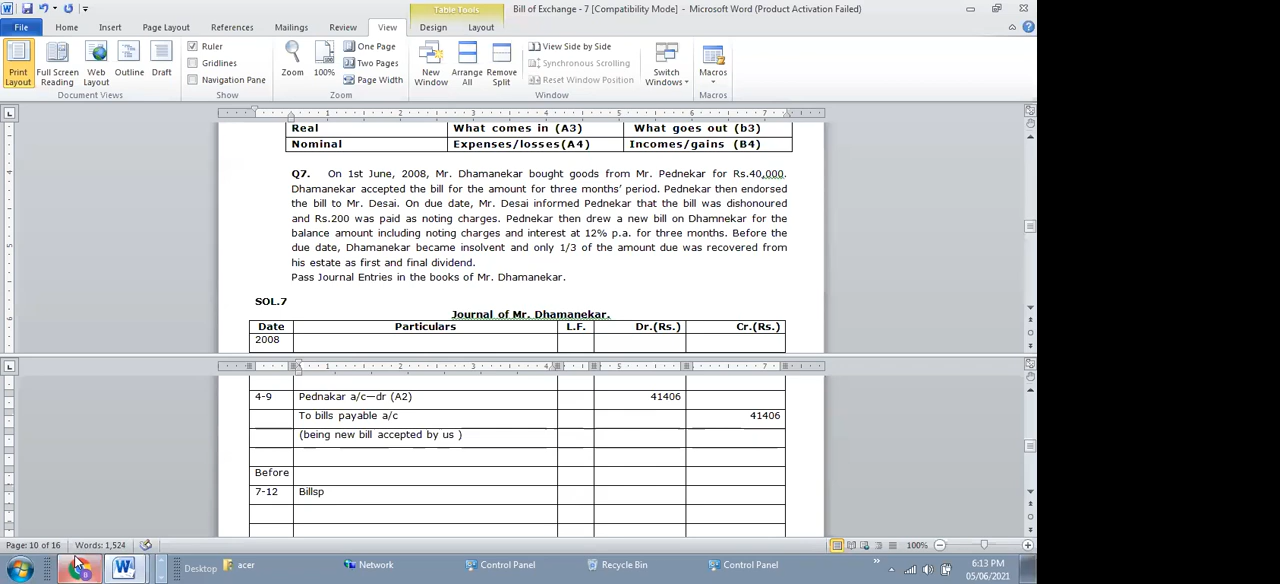 Table Tools
Bill of Exchange - 7 [Compatibility Mode] - Microsoft Word (Product Activation Failed)
File Home Insert Page Layout References Mailings Review View Design Layout
Print Layout
Full Screen Reading
Web Layout
Outline
Draft
Document Views
Ruler
Gridlines
Navigation Pane
Show
Zoom
100%
One Page
Two Pages
Page Width
Zoom
New Window
Arrange All
Remove Split
View Side by Side
Synchronous Scrolling
Reset Window Position
Window
Switch Windows
Macros
Macros
Real What comes in (A3) What goes out (b3)
Nominal Expenses/losses(A4) Incomes/gains (B4)
Q7. On 1st June, 2008, Mr. Dhamanekar bought goods from Mr. Pednekar for Rs.40,000.
Dhamanekar accepted the bill for the amount for three months' period. Pednekar then endorsed
the bill to Mr. Desai. On due date, Mr. Desai informed Pednekar that the bill was dishonoured
and Rs.200 was paid as noting charges. Pednekar then drew a new bill on Dhamnekar for the
balance amount including noting charges and interest at 12% p.a. for three months. Before the
due date, Dhamanekar became insolvent and only 1/3 of the amount due was recovered from
his estate as first and final dividend.
Pass Journal Entries in the books of Mr. Dhamanekar.
SOL.7
Journal of Mr. Dhamanekar.
Date Particulars L.F. Dr.(Rs.) Cr.(Rs.)
2008
4-9 Pednakar a/c—dr (A2) 41406
To bills payable a/c 41406
(being new bill accepted by us )
Before
7-12 Billsp
Page: 10 of 16 Words: 1,524 100%
Desktop acer Network Control Panel Recycle Bin Control Panel
6:13 PM
05/06/2021